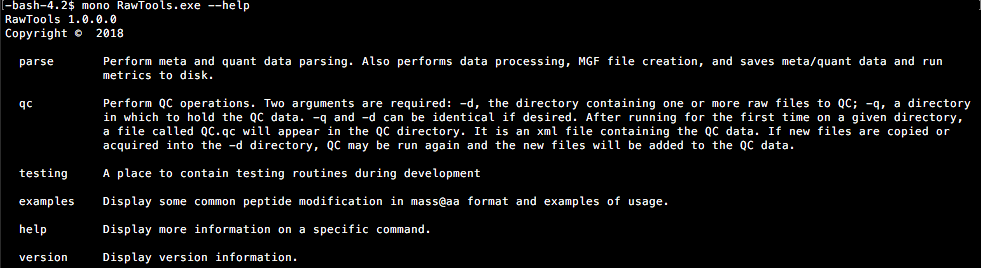 [-bash-4.2$ mono RawTools.exe --help
RawTools 1.0.0.0
Copyright © 2018
parse Perform meta and quant data parsing. Also performs data processing, MGF file creation, and saves meta/quant data and run
metrics to disk.
qc Perform QC operations. Two arguments are required: -d, the directory containing one or more raw files to QC; -q, a directory
in which to hold the QC data. -q and -d can be identical if desired. After running for the first time on a given directory,
a file called QC.qc will appear in the QC directory. It is an xml file containing the QC data. If new files are copied or
acquired into the -d directory, QC may be run again and the new files will be added to the QC data.
testing A place to contain testing routines during development
examples Display some common peptide modification in mass@aa format and examples of usage.
help Display more information on a specific command.
version Display version information.